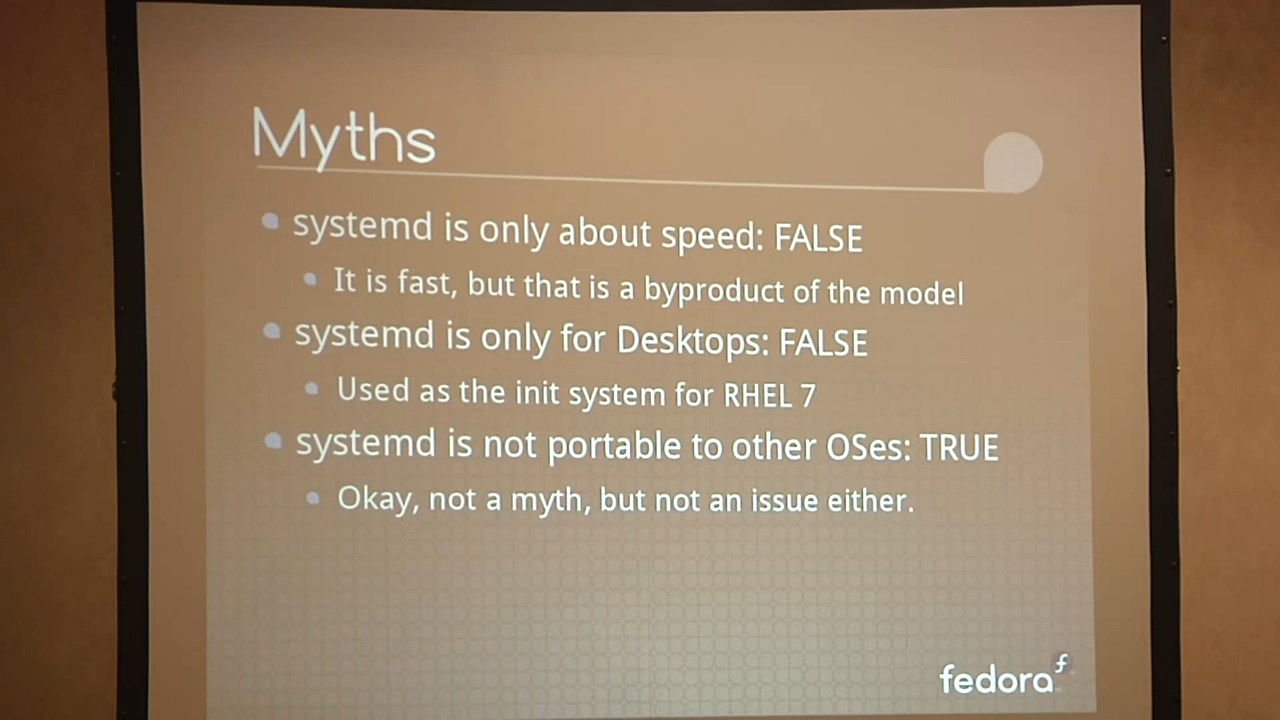 Myths
systemd is only about speed: FALSE
It is fast, but that is a byproduct of the model
systemd is only for Desktops: FALSE
Used as the init system for RHEL 7
systemd is not portable to other OSes: TRUE
Okay, not a myth, but not an issue either.
fedora f